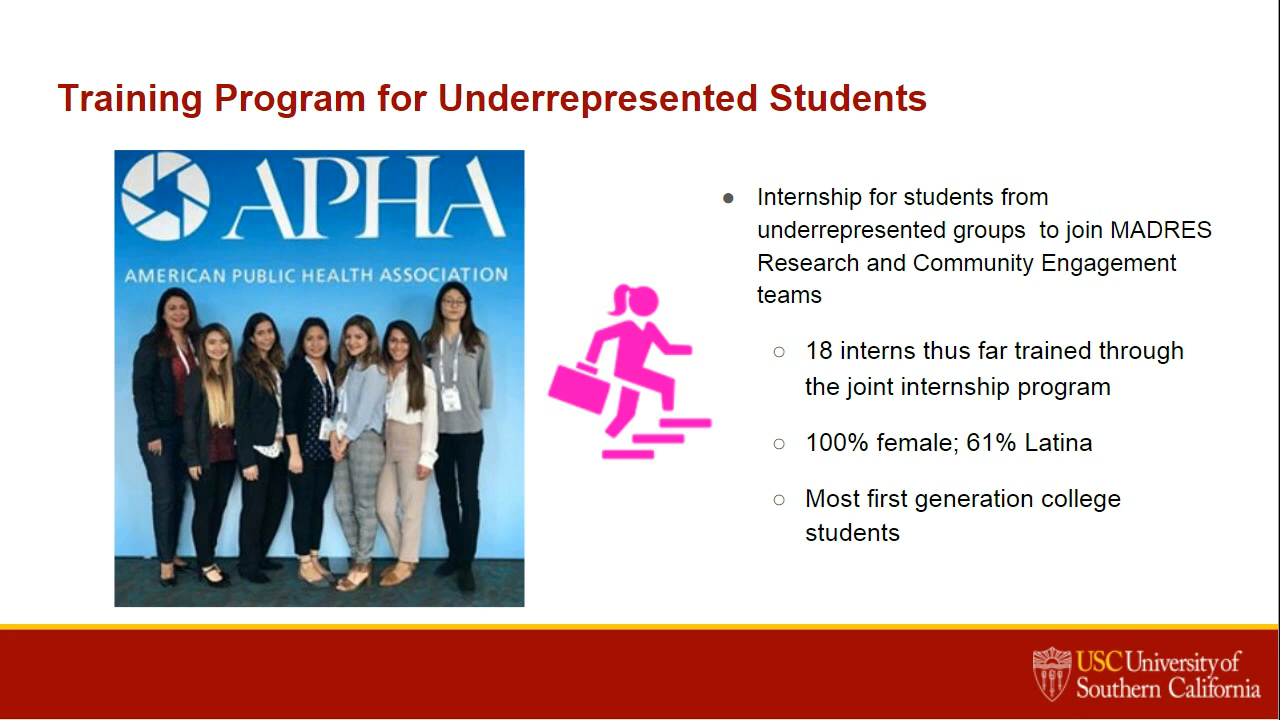 Training Program for Underrepresented Students
APHA
AMERICAN PUBLIC HEALTH ASSOCIATION
● Internship for students from
underrepresented groups  to join MADRES
Research and Community Engagement
teams
○ 18 interns thus far trained through
the joint internship program
○ 100% female; 61% Latina
○ Most first generation college
students
USC University of
Southern California